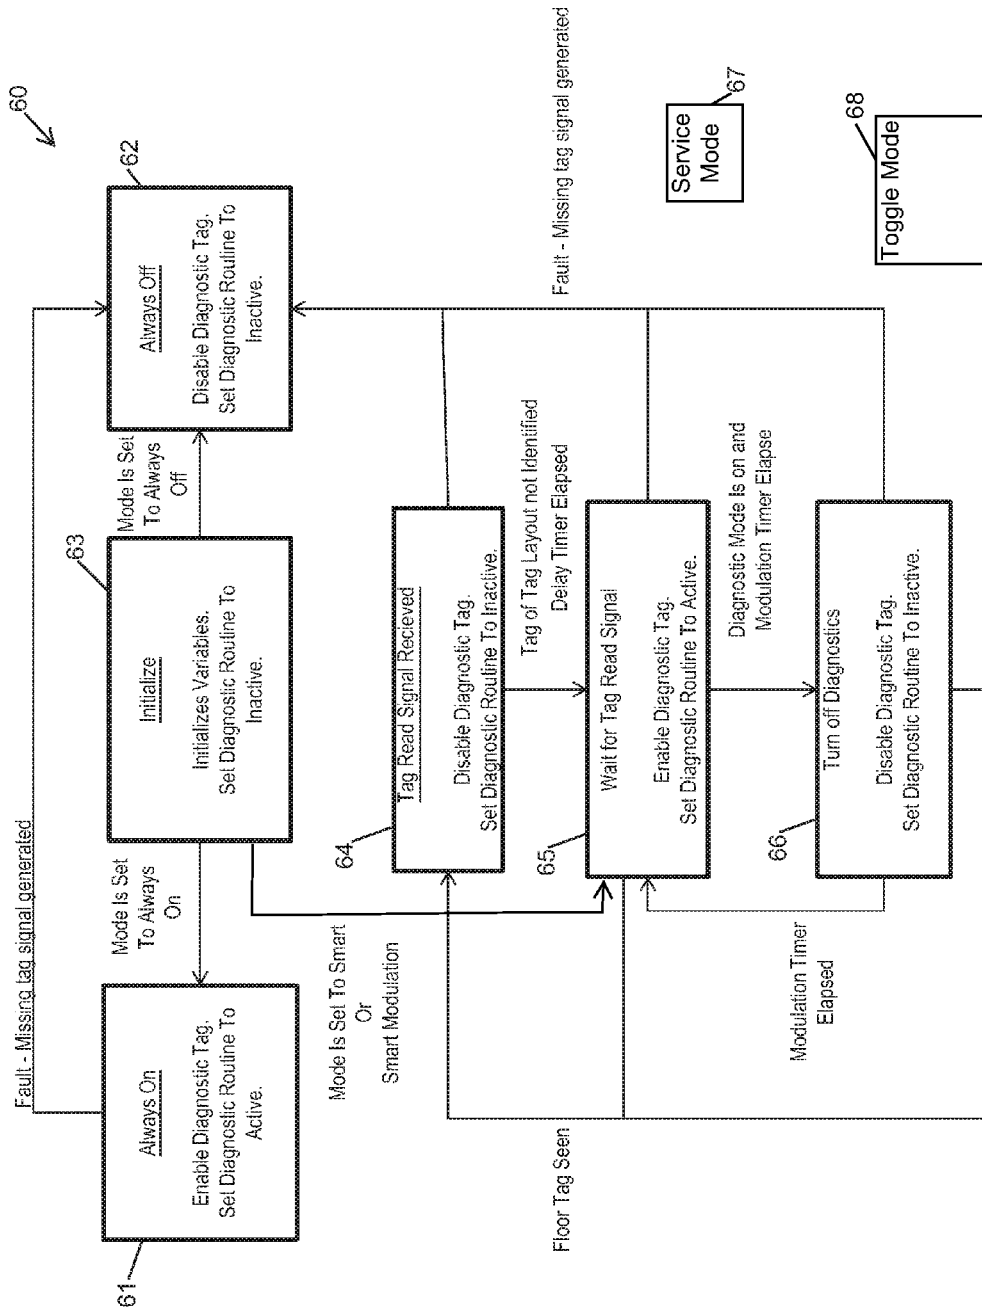 60
Fault - Missing tag signal generated
61
Always On
Enable Diagnostic Tag.
Set Diagnostic Routine To
Active.
Mode Is Set
To Always
On
63
Initialize
Initializes Variables.
Set Diagnostic Routine To
Inactive.
Mode Is Set
To Always
Off
62
Always Off
Disable Diagnostic Tag.
Set Diagnostic Routine To
Inactive.
Mode Is Set To Smart
Or
Smart Modulation
64
Tag Read Signal Recieved
Disable Diagnostic Tag.
Set Diagnostic Routine To Inactive.
Tag of Tag Layout not Identified
Delay Timer Elapsed
Fault - Missing tag signal generated
Floor Tag Seen
65
Wait for Tag Read Signal
Enable Diagnostic Tag.
Set Diagnostic Routine To Active.
Service
Mode
67
Diagnostic Mode Is on and
Modulation Timer Elapse
Modulation Timer
Elapsed
66
Turn off Diagnostics
Disable Diagnostic Tag.
Set Diagnostic Routine To Inactive.
Toggle Mode
68